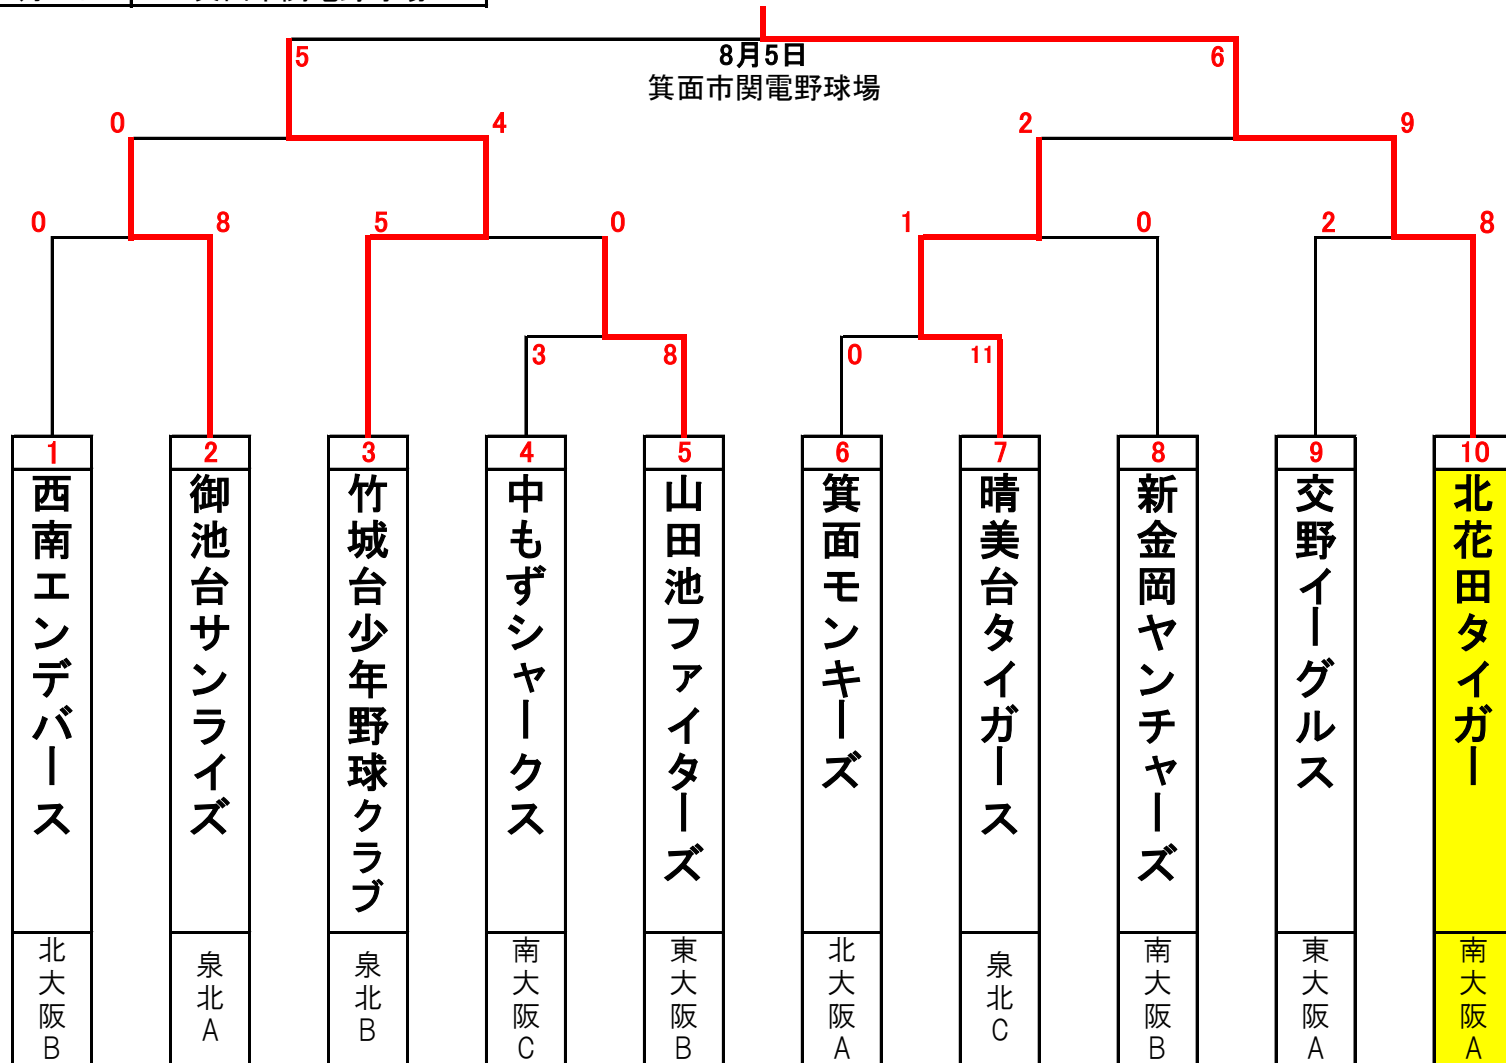 5
8月5日
6
箕面市関電野球場
0
4
2
9
0
8
5
0
1
0
2
8
3
8
0
11
1
2
3
4
5
6
7
8
9
10
西南エンデバース
御池台サンライズ
竹城台少年野球クラブ
中もずシャークス
山田池ファイターズ
箕面モンキーズ
晴美台タイガース
新金岡ヤンチャーズ
交野イーグルス
北花田タイガー
北大阪B
泉北A
泉北B
南大阪C
東大阪B
北大阪A
泉北C
南大阪B
東大阪A
南大阪A